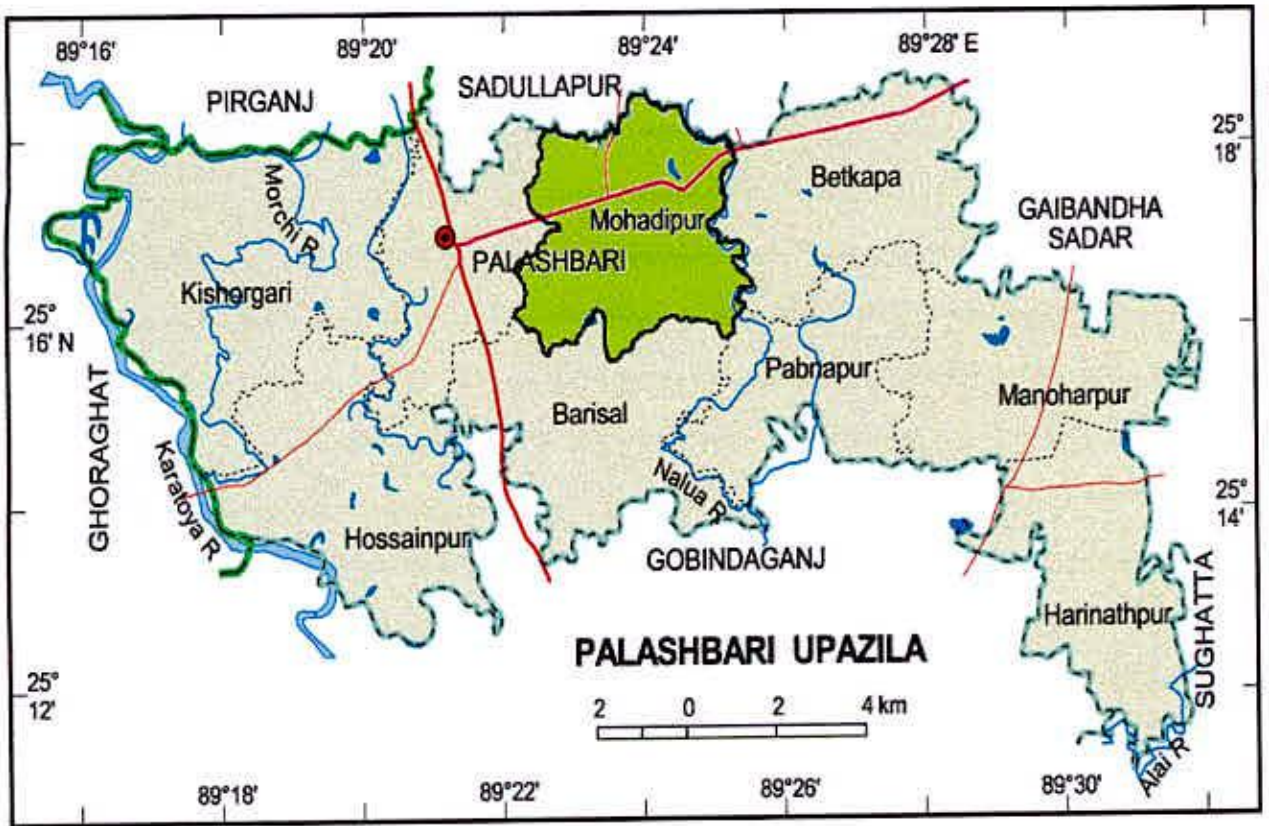 89°16'
89°20'
89°24'
89°28' E
PIRGANJ
SADULLAPUR
25°
18'
Morchi R
Betkapa
Mohadipur
GAIBANDHA
SADAR
PALASHBARI
Kishorgari
25°
16' N
Pabnapur
Manoharpur
Barisal
GHORAGHAT
Karatoya R
Nalua R
25°
14'
Hossainpur
GOBINDAGANJ
Harinathpur
SUGHATTA
PALASHBARI UPAZILA
25°
12'
2 0 2 4 km
Alai R
89°18'
89°22'
89°26'
89°30'